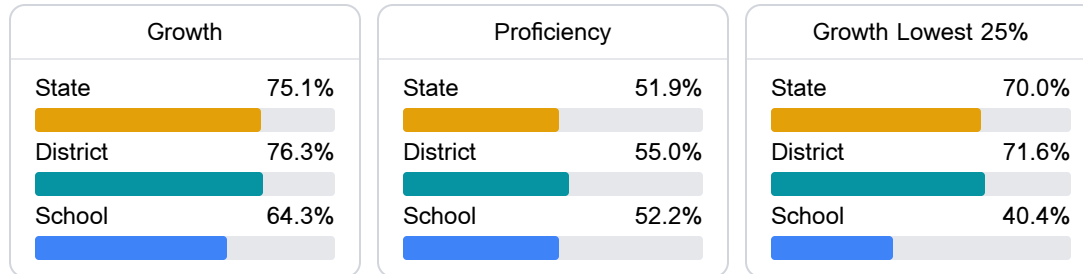 Growth
State 75.1%
District 76.3%
School 64.3%
Proficiency
State 51.9%
District 55.0%
School 52.2%
Growth Lowest 25%
State 70.0%
District 71.6%
School 40.4%